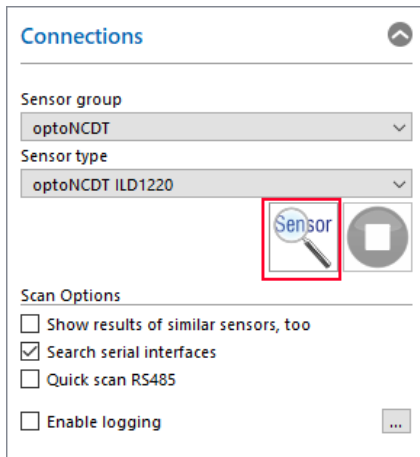 Connections
Sensor group
optoNCDT
Sensor type
optoNCDT ILD1220
Sensor
Scan Options
Show results of similar sensors, too
Search serial interfaces
Quick scan RS485
Enable logging
...